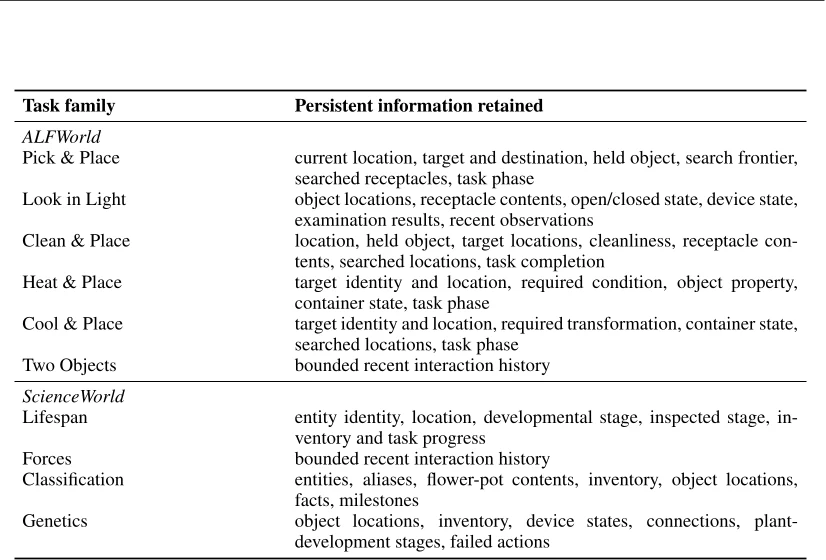 Task family Persistent information retained
ALFWorld
Pick & Place current location, target and destination, held object, search frontier,
searched receptacles, task phase
Look in Light object locations, receptacle contents, open/closed state, device state,
examination results, recent observations
Clean & Place location, held object, target locations, cleanliness, receptacle con-
tents, searched locations, task completion
Heat & Place target identity and location, required condition, object property,
container state, task phase
Cool & Place target identity and location, required transformation, container state,
searched locations, task phase
Two Objects bounded recent interaction history
ScienceWorld
Lifespan entity identity, location, developmental stage, inspected stage, in-
ventory and task progress
Forces bounded recent interaction history
Classification entities, aliases, flower-pot contents, inventory, object locations,
facts, milestones
Genetics object locations, inventory, device states, connections, plant-
development stages, failed actions